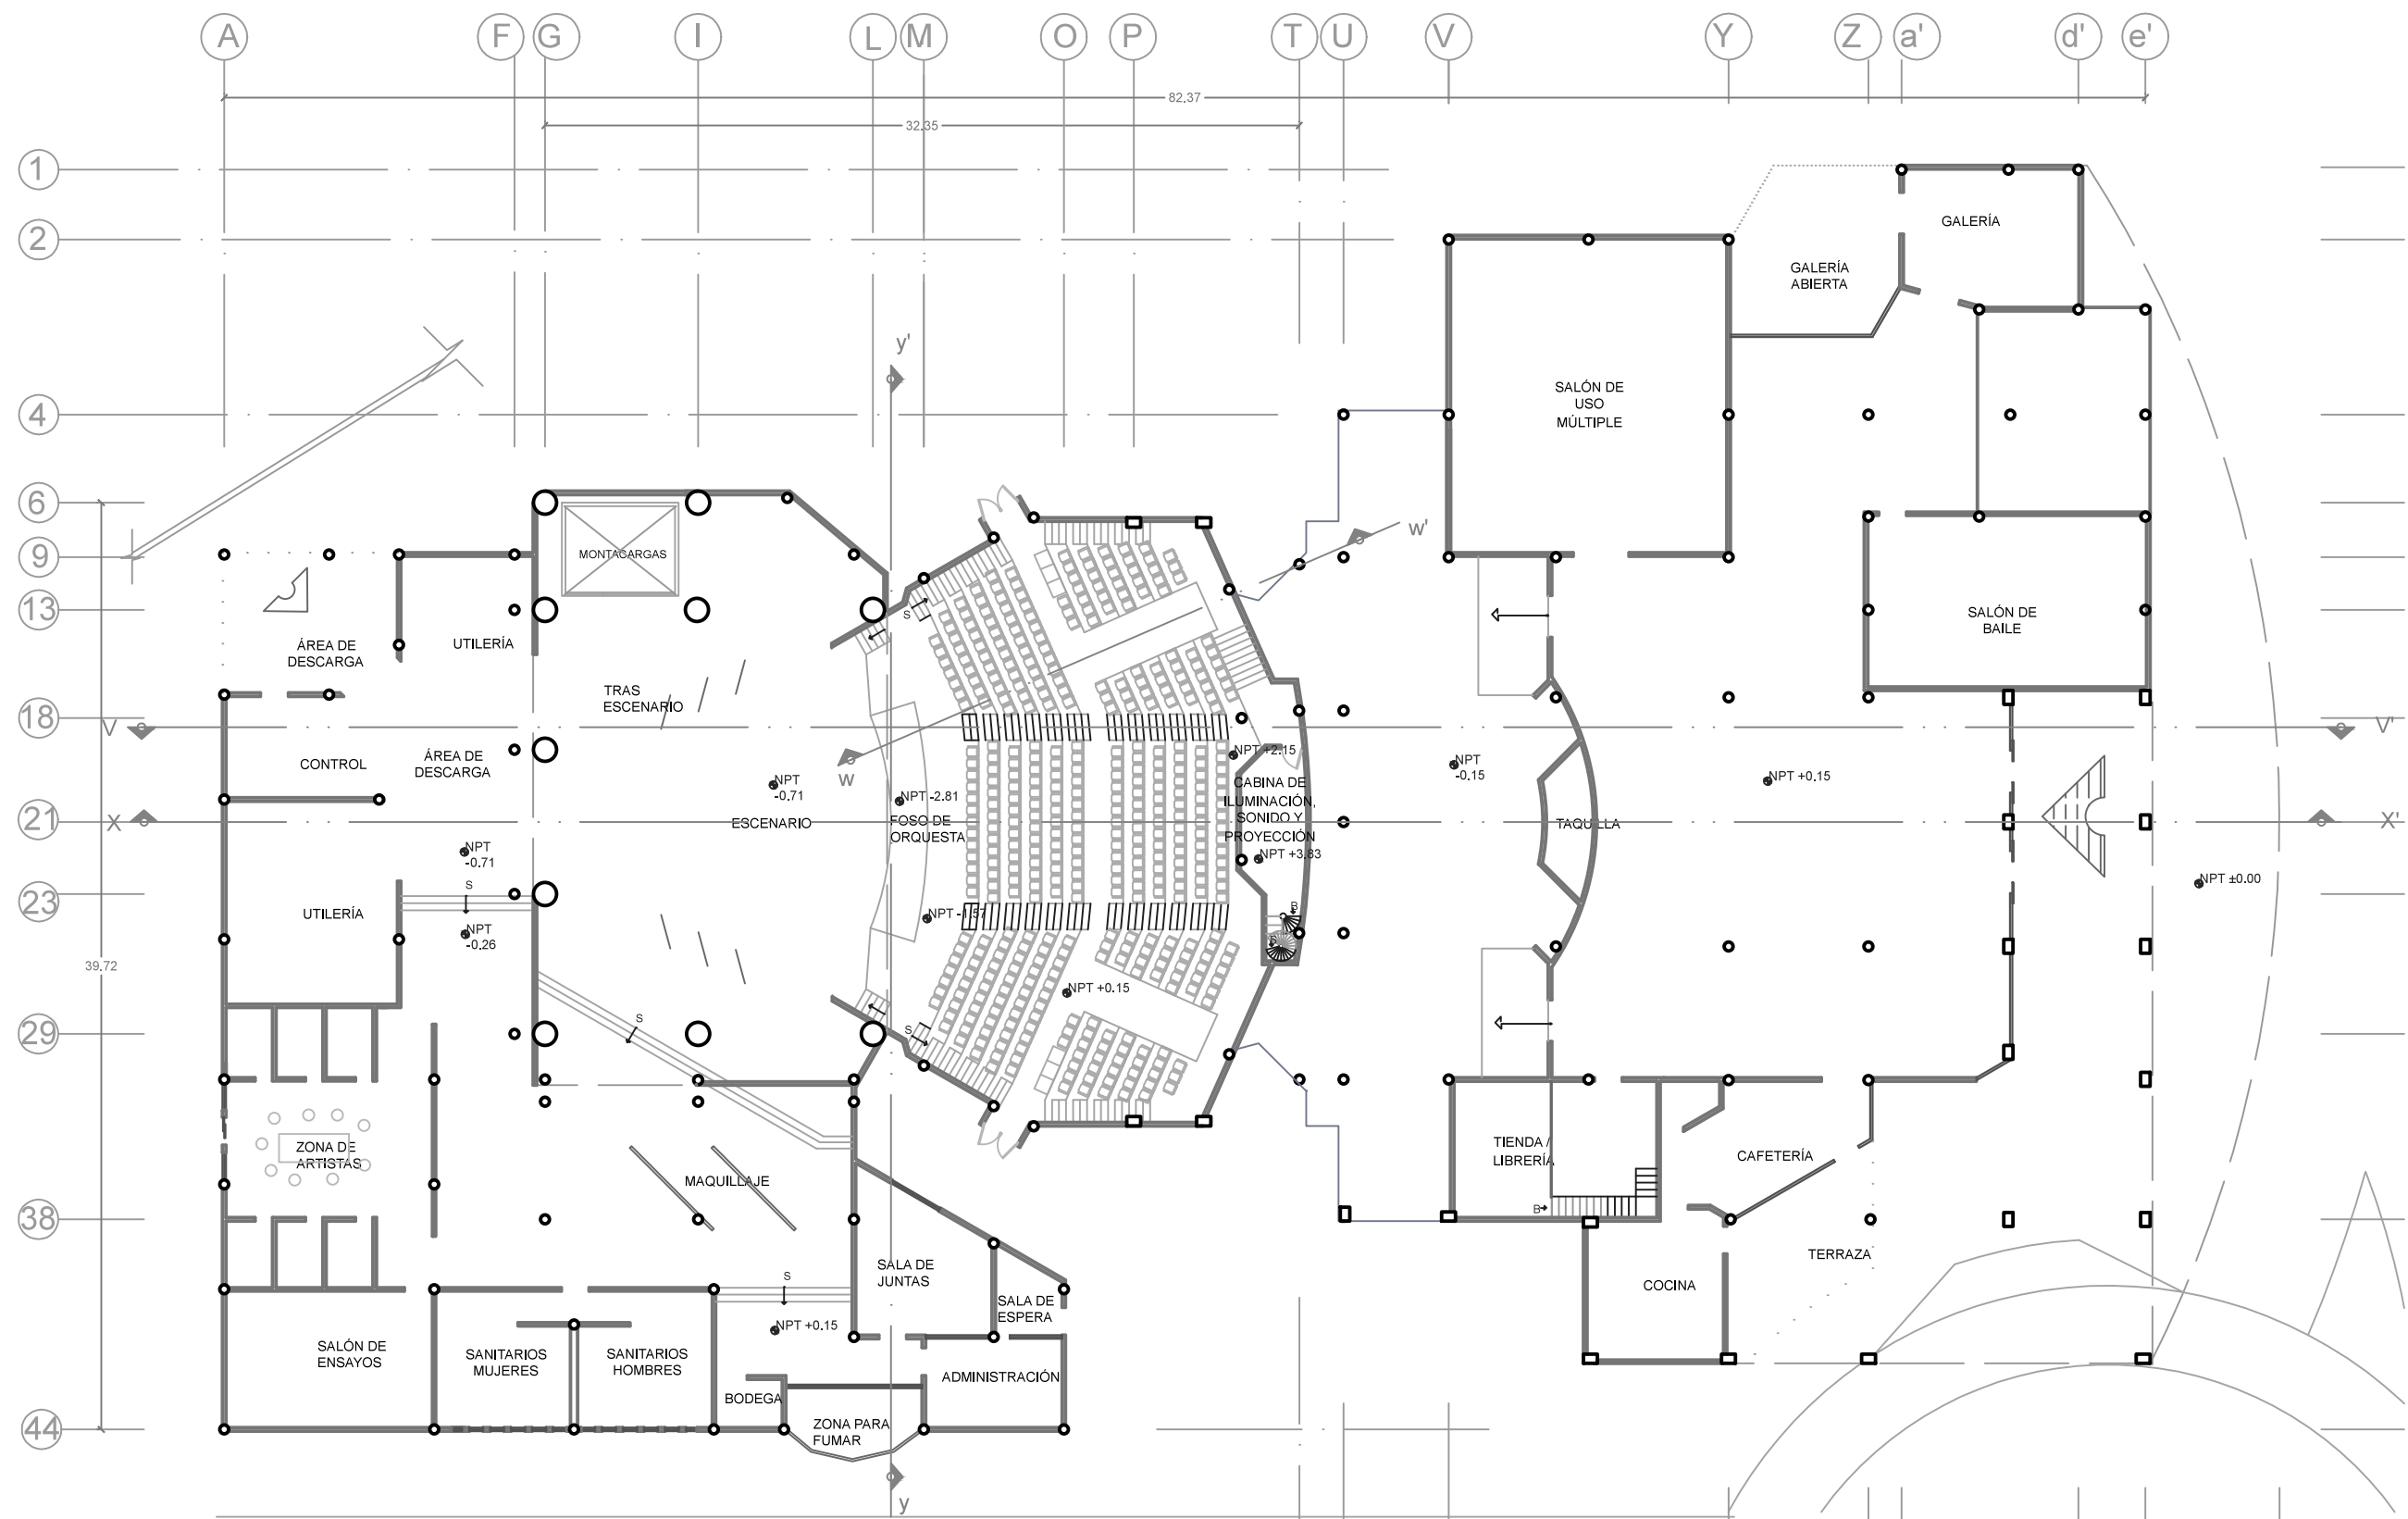 A F G I L M O P T U V Y Z a' d' e'
82.37
32.35
1
2
4
6
9
13
18
21
23
29
38
44
39.72
GALERÍA
GALERÍA
ABIERTA
y'
SALÓN DE
USO
MÚLTIPLE
w'
MONTACARGAS
S
ÁREA DE
DESCARGA
UTILERÍA
SALÓN DE
BAILE
TRAS
ESCENARIO
V
V'
CONTROL
ÁREA DE
DESCARGA
w
NPT
-0.71
NPT +2.15
NPT
-0.15
NPT +0.15
CABINA DE
ILUMINACIÓN,
SONIDO Y
PROYECCIÓN
NPT +3.83
NPT -2.81
X
ESCENARIO
FOSO DE
ORQUESTA
TAQUILLA
X'
NPT
-0.71
NPT ±0.00
S
UTILERÍA
NPT
-0.26
NPT -1.57
B
S
NPT +0.15
S
S
ZONA DE
ARTISTAS
MAQUILLAJE
TIENDA /
LIBRERÍA
CAFETERÍA
B
TERRAZA
SALA DE
JUNTAS
S
COCINA
SALA DE
ESPERA
NPT +0.15
SALÓN DE
ENSAYOS
SANITARIOS
MUJERES
SANITARIOS
HOMBRES
ADMINISTRACIÓN
BODEGA
ZONA PARA
FUMAR
y